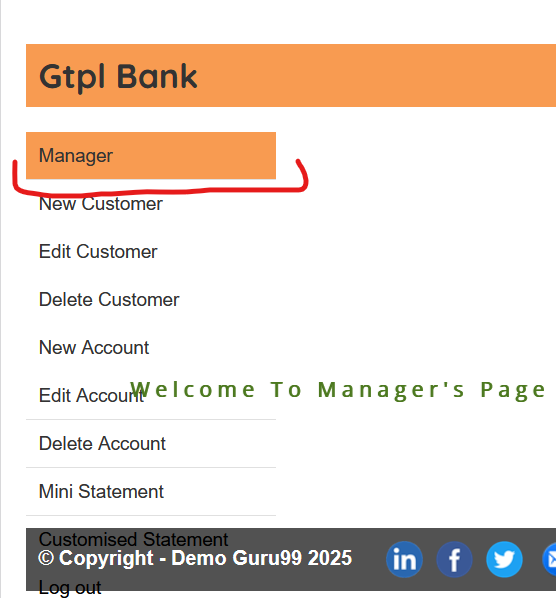 Gtpl Bank
Manager
New Customer
Edit Customer
Delete Customer
New Account
Edit Account
Welcome To Manager's Page
Delete Account
Mini Statement
Customised Statement
© Copyright - Demo Guru99 2025
Log out